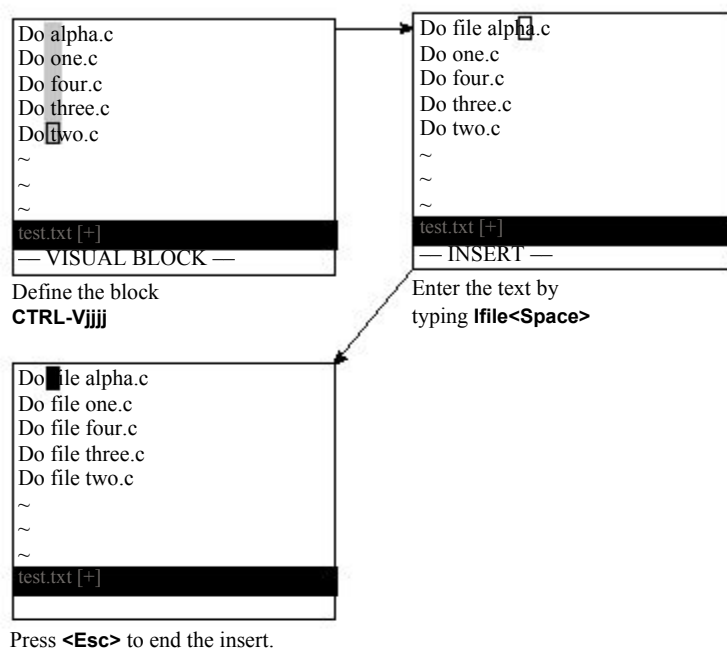 Do alpha.c
Do one.c
Do four.c
Do three.c
Do two.c
~
~
~
test.txt [+]
— VISUAL BLOCK —
Define the block
CTRL-Vjjjj
Do file alpha.c
Do one.c
Do four.c
Do three.c
Do two.c
~
~
~
test.txt [+]
— INSERT —
Enter the text by
typing Ifile<Space>
Do file alpha.c
Do file one.c
Do file four.c
Do file three.c
Do file two.c
~
~
~
test.txt [+]
Press <Esc> to end the insert.